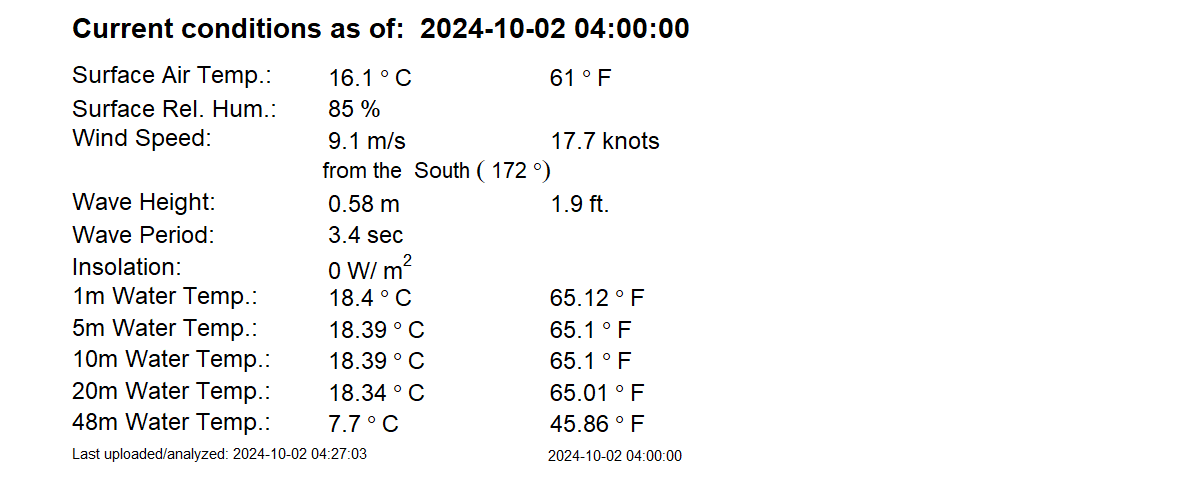 Current conditions as of: 2024-10-02 04:00:00
Surface Air Temp.: 16.1 ° C 61 ° F
Surface Rel. Hum.: 85 %
Wind Speed: 9.1 m/s 17.7 knots
from the South ( 172 °)
Wave Height: 0.58 m 1.9 ft.
Wave Period: 3.4 sec
Insolation: 0 W/ m²
1m Water Temp.: 18.4 ° C 65.12 ° F
5m Water Temp.: 18.39 ° C 65.1 ° F
10m Water Temp.: 18.39 ° C 65.1 ° F
20m Water Temp.: 18.34 ° C 65.01 ° F
48m Water Temp.: 7.7 ° C 45.86 ° F
Last uploaded/analyzed: 2024-10-02 04:27:03 2024-10-02 04:00:00